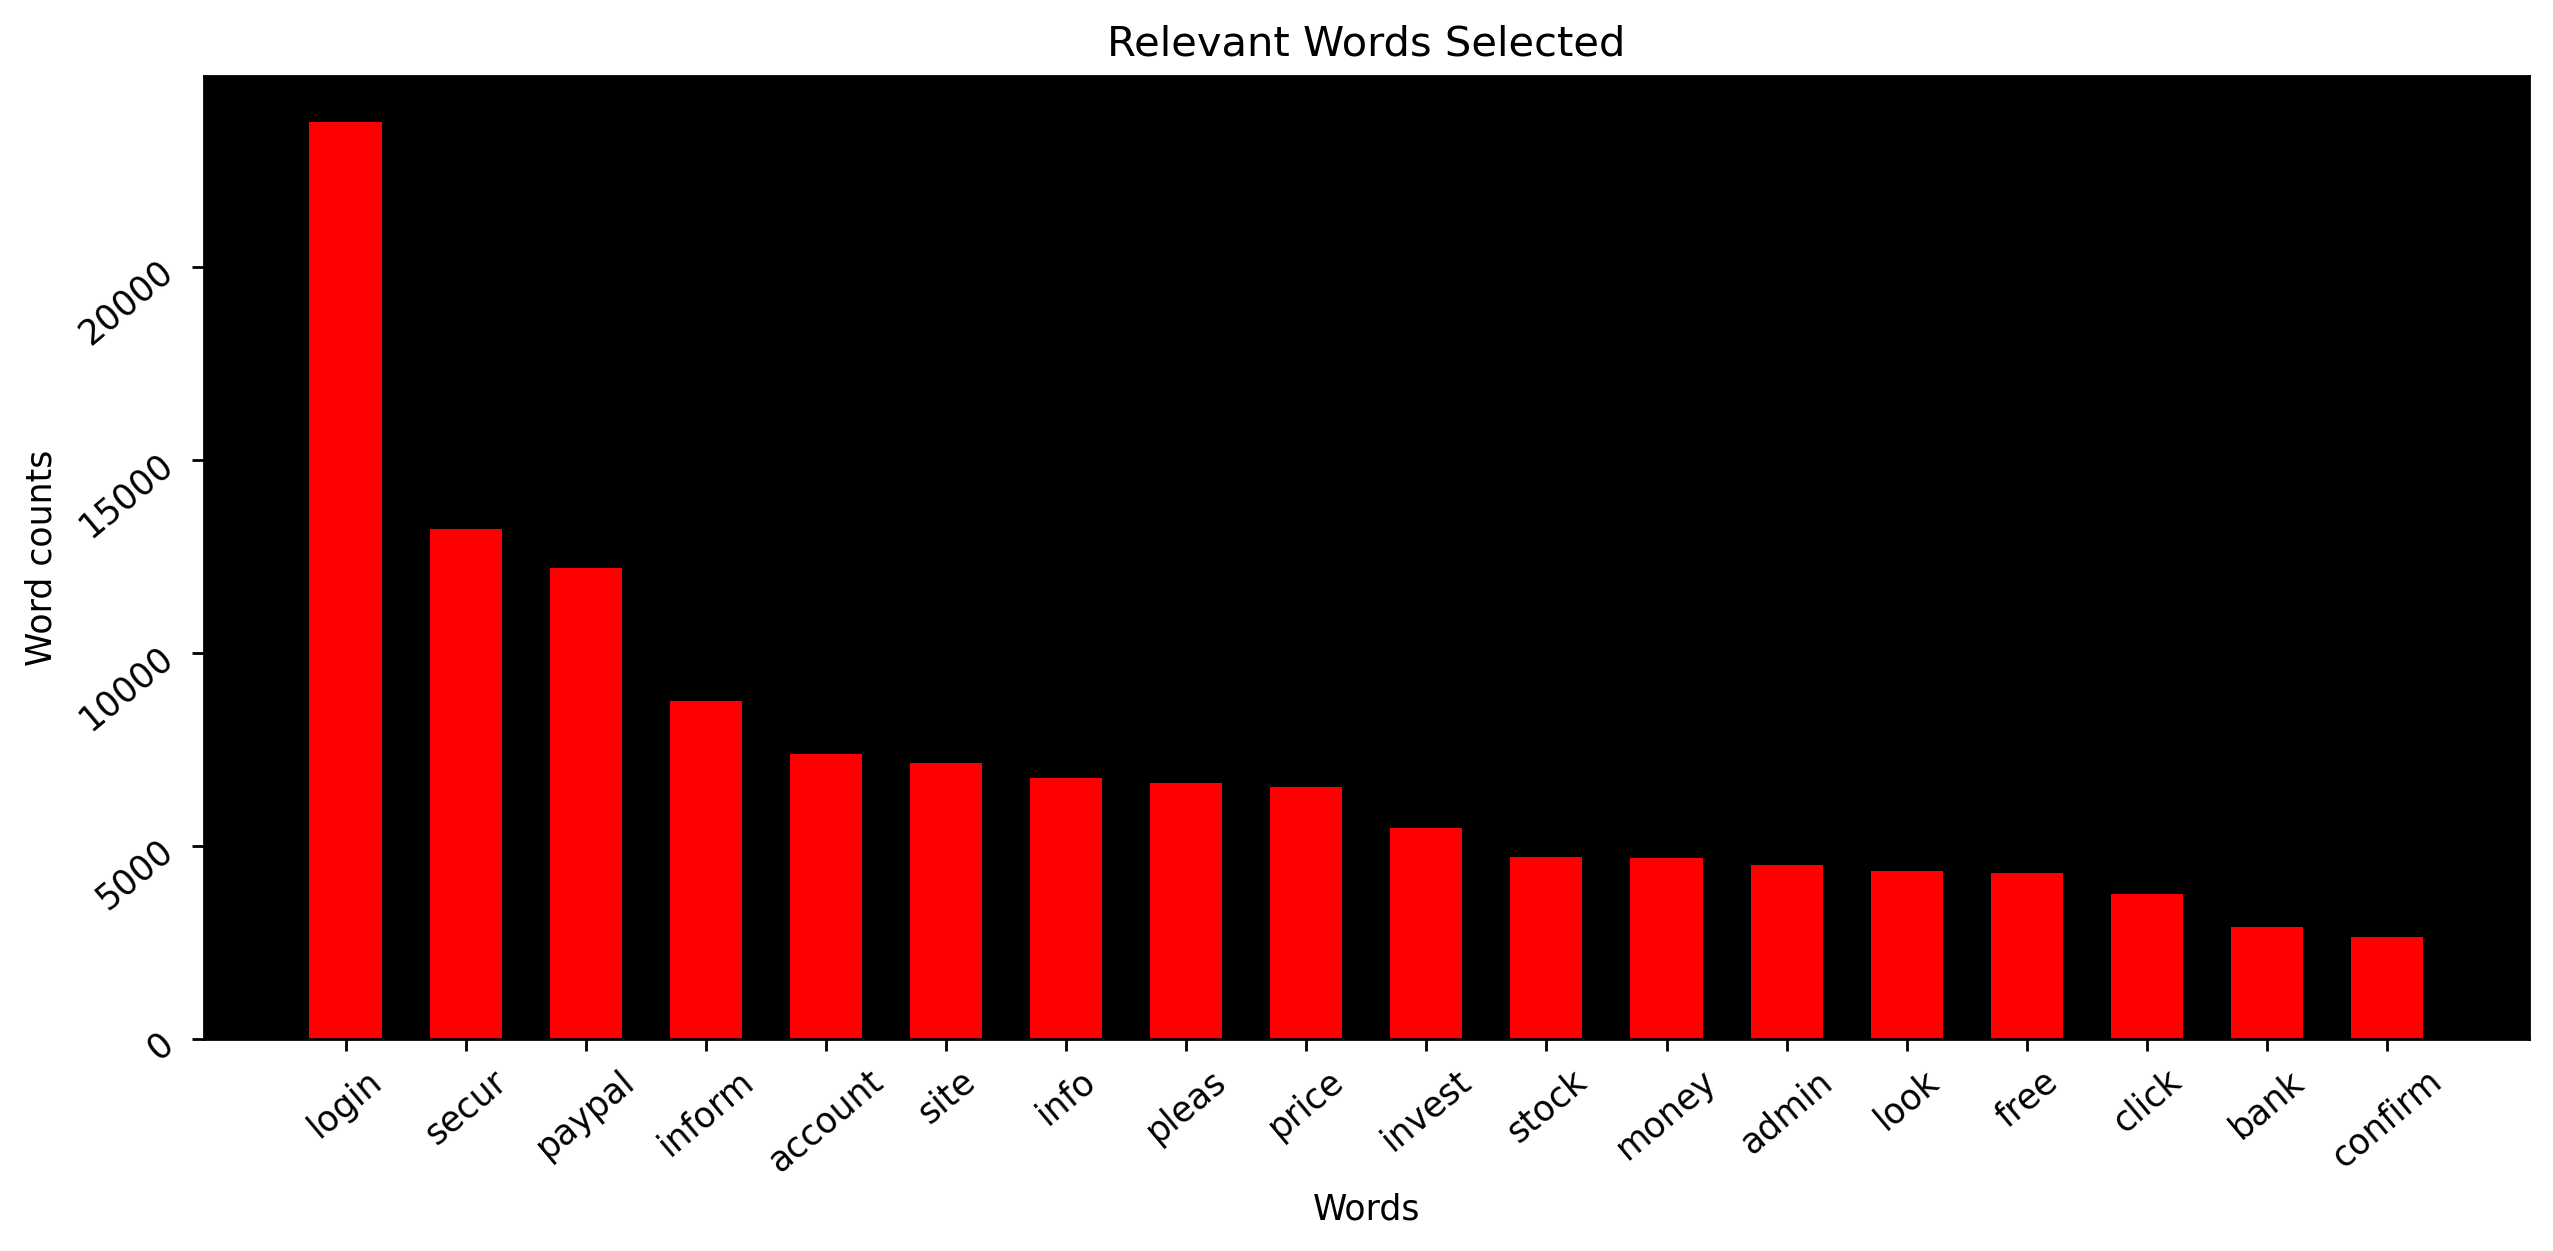 Relevant Words Selected
Word counts
20000
15000
10000
5000
0
login secur paypal inform account site info pleas price invest stock money admin look free click bank confirm
Words